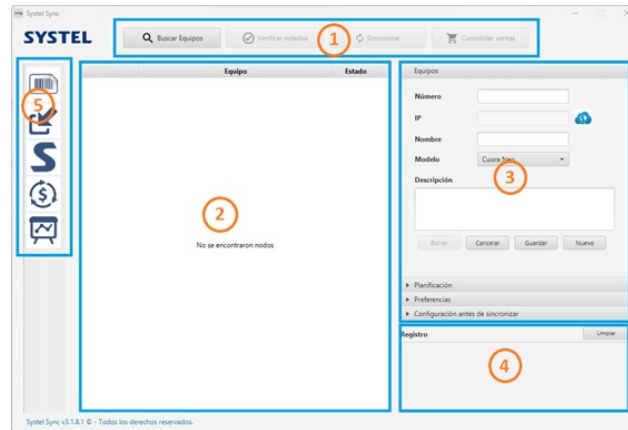 Systel Sync
SYSTEL
Buscar Equipos
Verificar estados
1
Sincronizar
Consolidar ventas
5
Equipo
Estado
2
No se encontraron nodos
Equipos
Número
IP
Nombre
Modelo
Cuora Neo
3
Descripción
Borrar
Cancelar
Guardar
Nuevo
Planificación
Preferencias
Configuración antes de sincronizar
Registro
Limpiar
4
Systel Sync v3.1.8.1 © - Todos los derechos reservados.